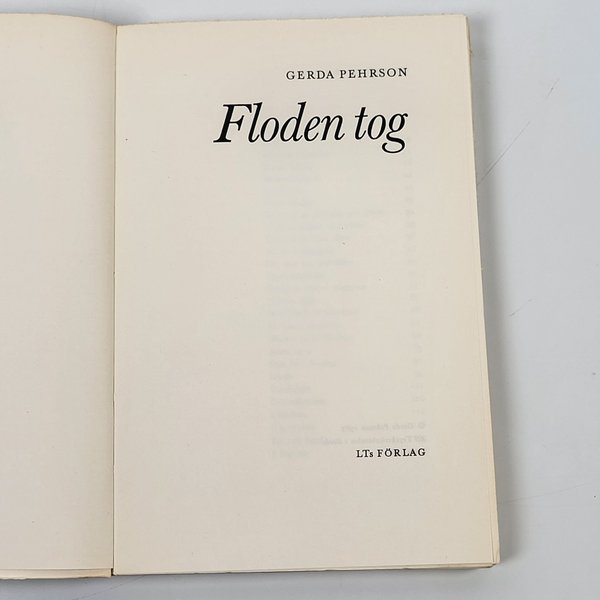 GERDA PEHRSON
Floden tog
LTs FÖRLAG